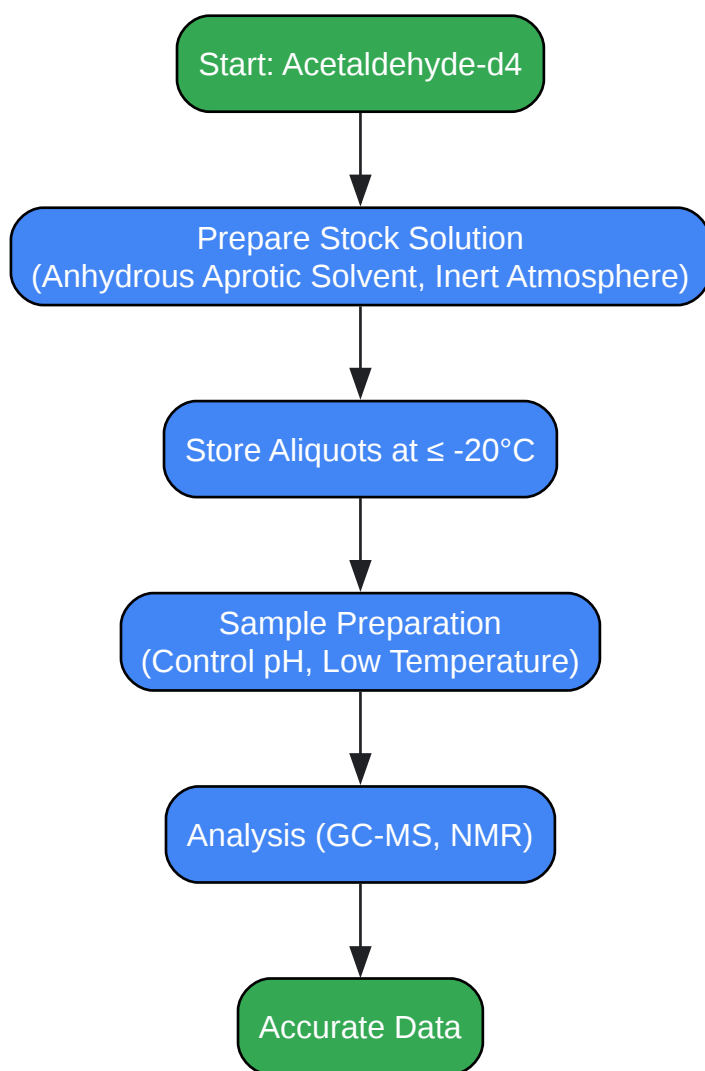 Start: Acetaldehyde-d4
Prepare Stock Solution
(Anhydrous Aprotic Solvent, Inert Atmosphere)
Store Aliquots at ≤ -20°C
Sample Preparation
(Control pH, Low Temperature)
Analysis (GC-MS, NMR)
Accurate Data